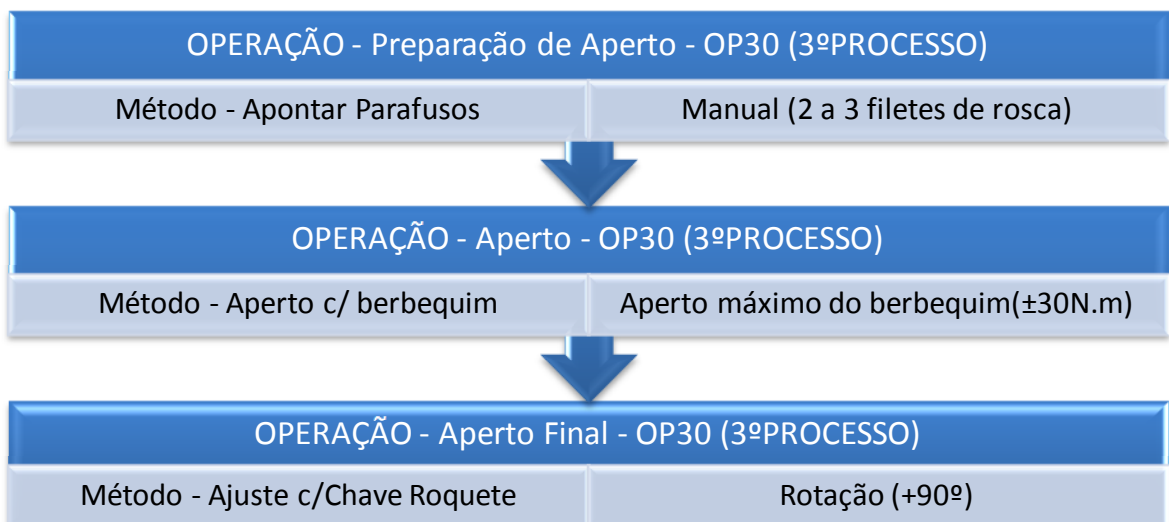 OPERAÇÃO - Preparação de Aperto - OP30 (3ºPROCESSO)
Método - Apontar Parafusos
Manual (2 a 3 filetes de rosca)
OPERAÇÃO - Aperto - OP30 (3ºPROCESSO)
Método - Aperto c/ berbequim
Aperto máximo do berbequim(±30N.m)
OPERAÇÃO - Aperto Final - OP30 (3ºPROCESSO)
Método - Ajuste c/Chave Roquete
Rotação (+90º)